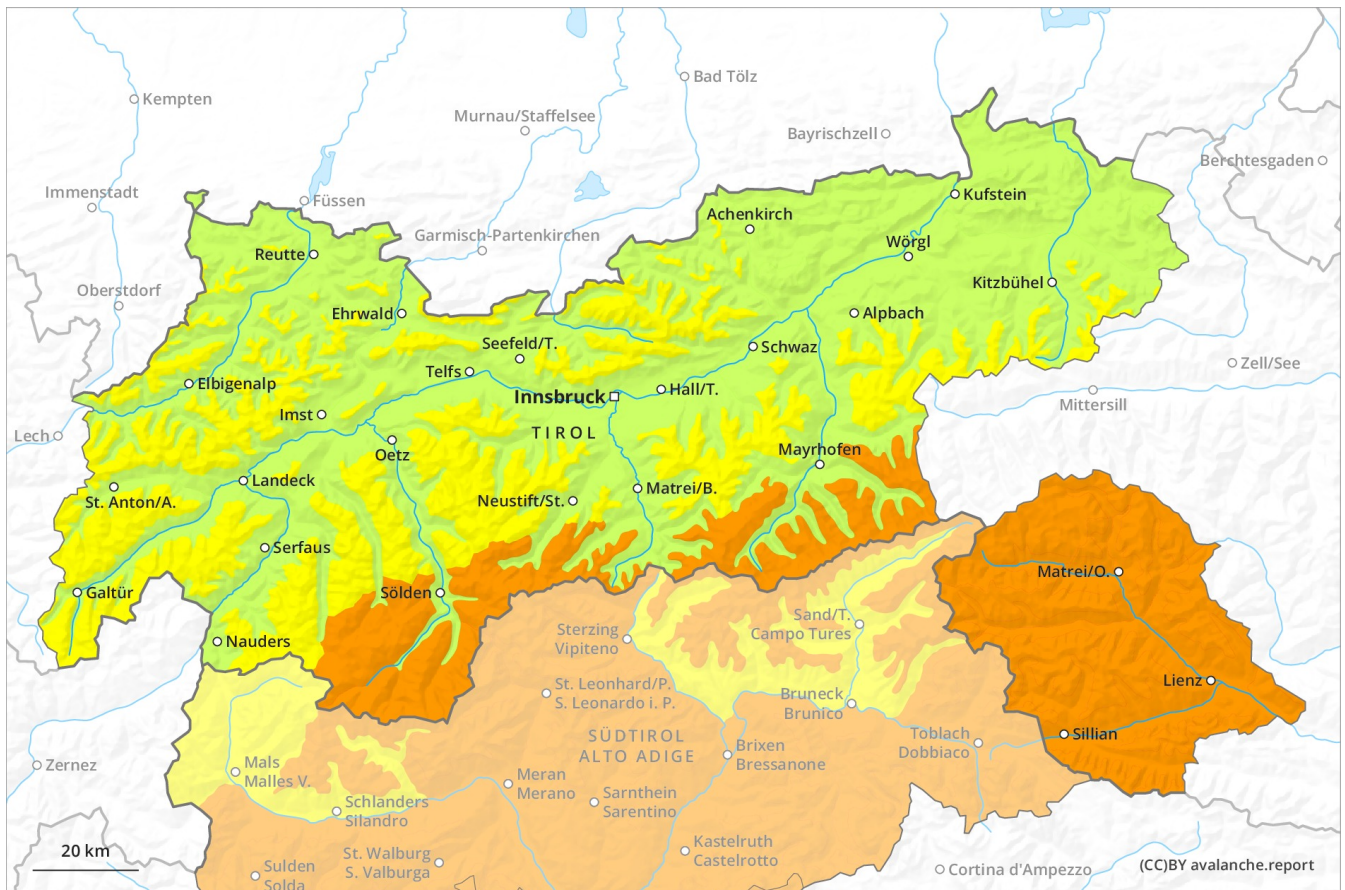 Bad Tölz
Kempten
Murnau/Staffelsee
Bayrischzell
Berchtesgaden
Immenstadt
Füssen
Kufstein
Achenkirch
Garmisch-Partenkirchen
Wörgl
Reutte
Kitzbühel
Oberstdorf
Ehrwald
Alpbach
Seefeld/T.
Schwaz
Zell/See
Telfs
Elbigenalp
Hall/T.
Innsbruck
Mittersill
Imst
TIROL
Lech
Oetz
Mayrhofen
Landeck
Matrei/B.
St. Anton/A.
Neustift/St.
Serfaus
Matrei/O.
Galtür
Sölden
Sand/T.
Campo Tures
Sterzing
Vipiteno
Nauders
Lienz
St. Leonhard/P.
S. Leonardo i. P.
Bruneck
Brunico
Sillian
SÜDTIROL
ALTO ADIGE
Toblach
Dobbiaco
Brixen
Bressanone
Zernez
Mals
Malles V.
Meran
Merano
Sarnthein
Sarentino
Schlanders
Silandro
Kastelruth
Castelrotto
20 km
St. Walburg
S. Valburga
Sulden
Solda
Cortina d'Ampezzo
(CC)BY avalanche.report